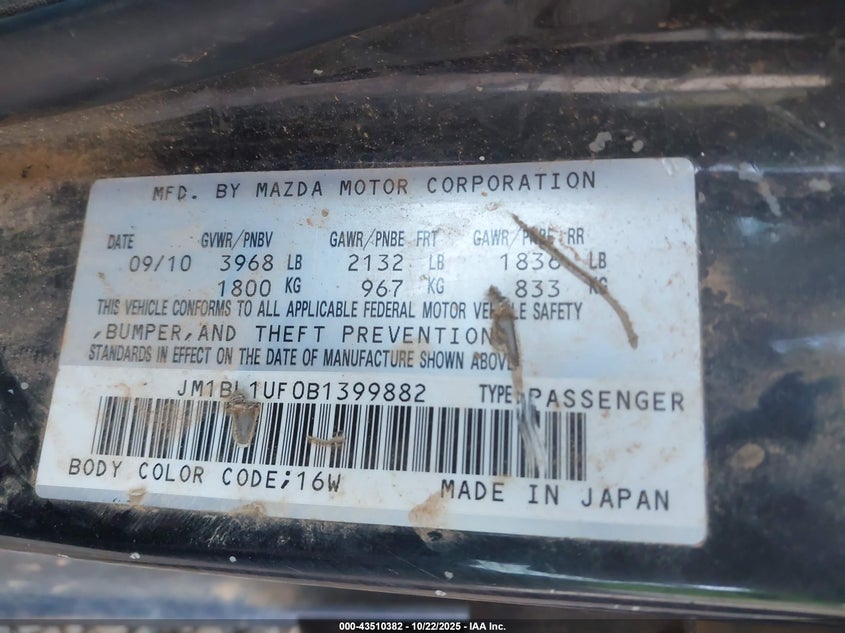 MFD. BY MAZDA MOTOR CORPORATION
DATE GVWR/PNBV GAWR/PNBE FRT GAWR/PNBE RR
09/10 3968 LB 2132 LB 1836 LB
1800 KG 967 KG 833 KG
THIS VEHICLE CONFORMS TO ALL APPLICABLE FEDERAL MOTOR VEHICLE SAFETY
,BUMPER,AND THEFT PREVENTION
STANDARDS IN EFFECT ON THE DATE OF MANUFACTURE SHOWN ABOVE
JM1BL1UF0B1399882 TYPE:PASSENGER
BODY COLOR CODE;16W MADE IN JAPAN
000-43510382 - 10/22/2025 - IAA Inc.